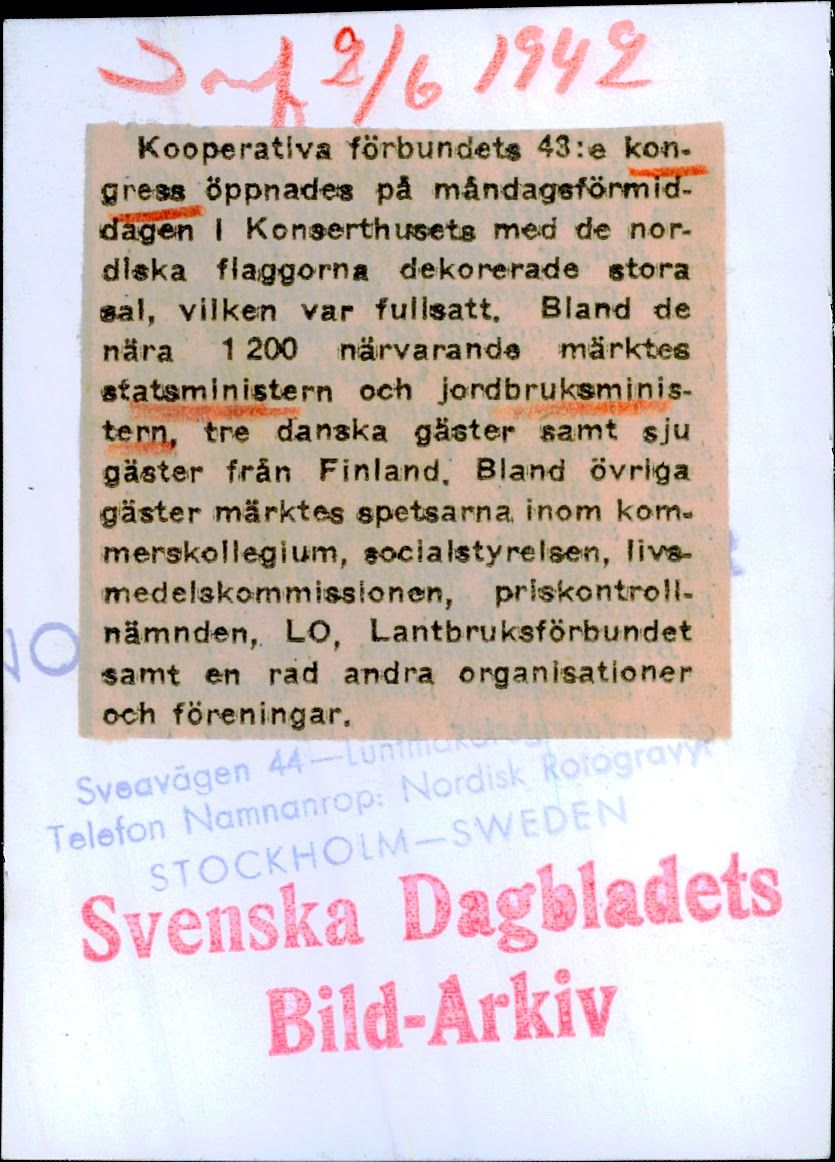 2/6 1942
Kooperativa förbundets 43:e kon-
gress öppnades på måndagsförmid-
dagen i Konserthusets med de nor-
diska flaggorna dekorerade stora
sal, vilken var fullsatt. Bland de
nära 1 200 närvarande märktes
statsministern och jordbruksminis-
tern, tre danska gäster samt sju
gäster från Finland. Bland övriga
gäster märktes spetsarna inom kom-
merskollegium, socialstyrelsen, livs-
medelskommissionen, priskontroll-
nämnden, LO, Lantbruksförbundet
samt en rad andra organisationer
och föreningar.
Sveavägen 44—
Telefon Namnanrop: Nordisk Rotogravyr
STOCKHOLM—SWEDEN
Svenska Dagbladets
Bild-Arkiv